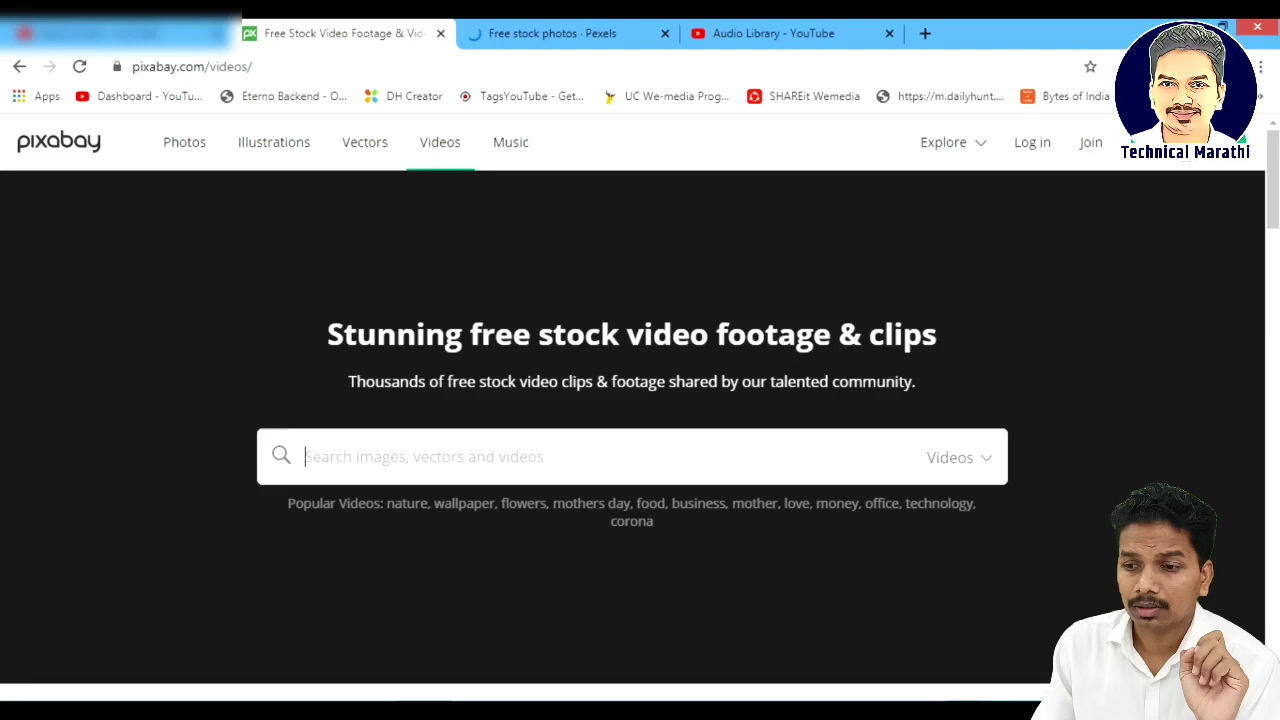 Free Stock Video Footage & Vid
Free stock photos · Pexels
Audio Library - YouTube
pixabay.com/videos/
Apps
Dashboard - YouTu...
Eterno Backend - O...
DH Creator
TagsYouTube - Get...
UC We-media Prog...
SHAREit Wemedia
https://m.dailyhunt....
Bytes of India
Technical Marathi
pixabay
Photos
Illustrations
Vectors
Videos
Music
Explore
Log in
Join
Stunning free stock video footage & clips
Thousands of free stock video clips & footage shared by our talented community.
Search images, vectors and videos
Videos
Popular Videos: nature, wallpaper, flowers, mothers day, food, business, mother, love, money, office, technology,
corona